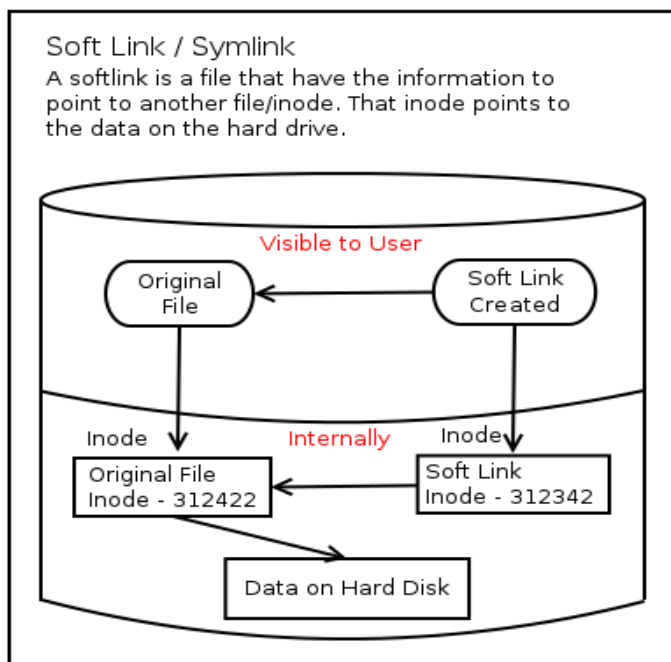 Soft Link / Symlink
A softlink is a file that have the information to
point to another file/inode. That inode points to
the data on the hard drive.
Visible to User
Original
File
Soft Link
Created
Inode
Internally
Inode
Original File
Inode - 312422
Soft Link
Inode - 312342
Data on Hard Disk